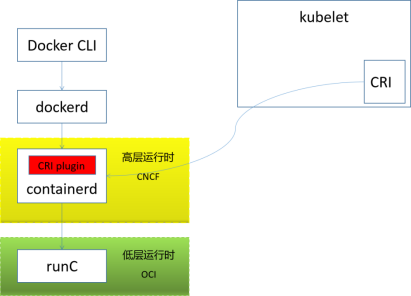 kubelet
CRI
Docker CLI
dockerd
CRI plugin
containerd
高层运行时
CNCF
runC
低层运行时
OCI